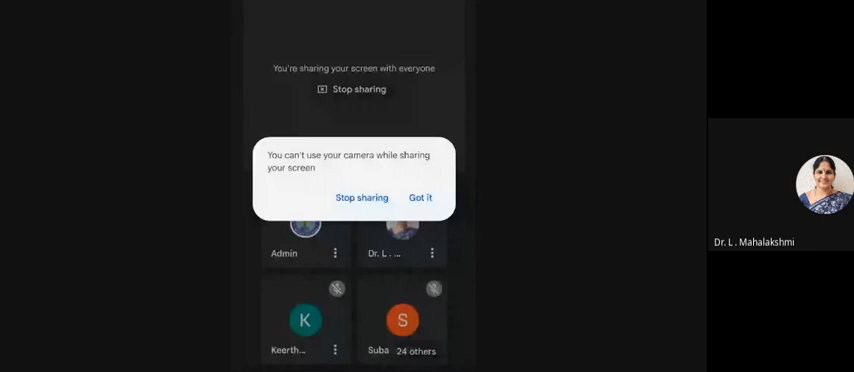 You're sharing your screen with everyone
Stop sharing
You can't use your camera while sharing
your screen
Stop sharing Got it
Admin
Dr. L . ...
K
S
Keerth...
Suba
24 others
Dr. L . Mahalakshmi